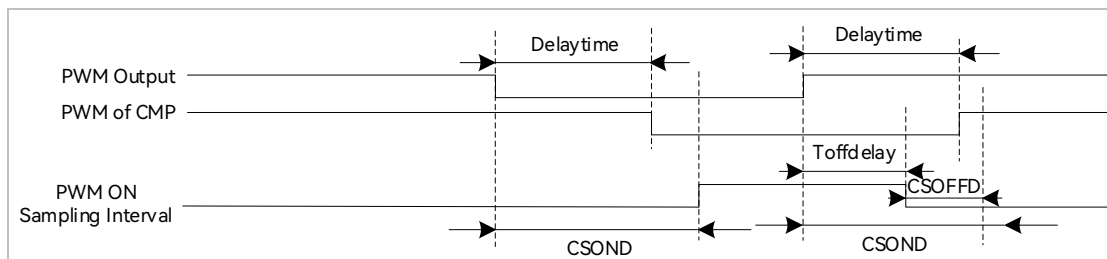 Delaytime
Delaytime
PWM Output
PWM of CMP
Toffdelay
PWM ON
Sampling Interval
CSOFFD
CSOND
CSOND